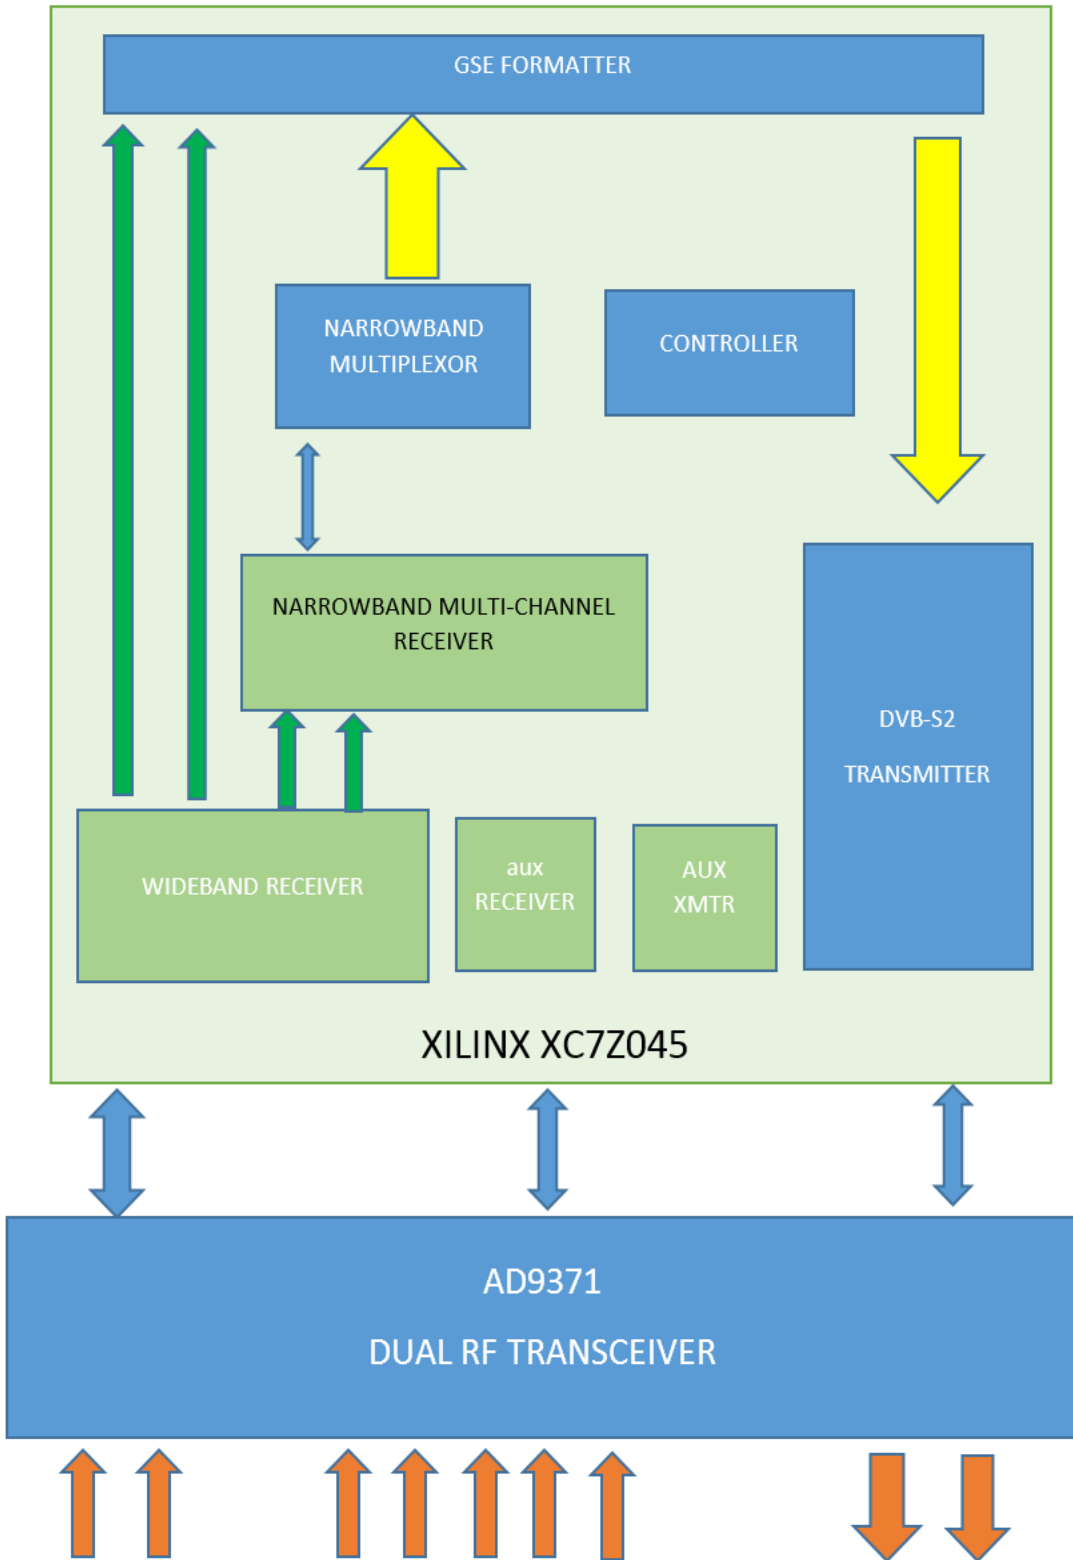 GSE FORMATTER
NARROWBAND
MULTIPLEXOR
CONTROLLER
NARROWBAND MULTI-CHANNEL
RECEIVER
DVB-S2
TRANSMITTER
WIDEBAND RECEIVER
aux
RECEIVER
AUX
XMTR
XILINX XC7Z045
AD9371
DUAL RF TRANSCEIVER